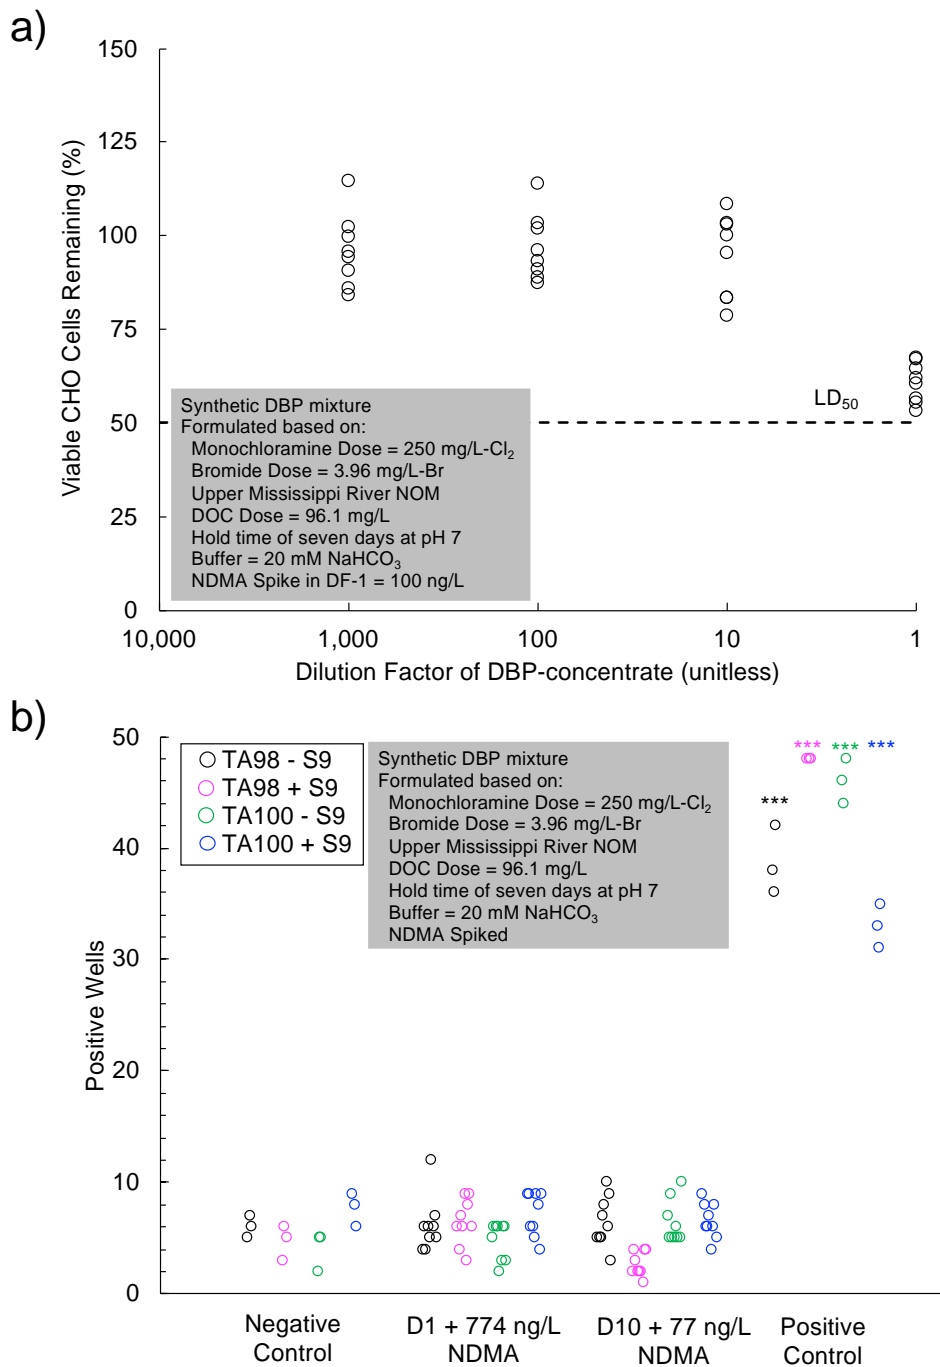 a)
150
125
100
75
50
25
0
Viable CHO Cells Remaining (%)
LD50
Synthetic DBP mixture
Formulated based on:
Monochloramine Dose = 250 mg/L-Cl2
Bromide Dose = 3.96 mg/L-Br
Upper Mississippi River NOM
DOC Dose = 96.1 mg/L
Hold time of seven days at pH 7
Buffer = 20 mM NaHCO3
NDMA Spike in DF-1 = 100 ng/L
10,000 1,000 100 10 1
Dilution Factor of DBP-concentrate (unitless)
b)
50
40
30
20
10
0
Positive Wells
TA98 - S9
TA98 + S9
TA100 - S9
TA100 + S9
Synthetic DBP mixture
Formulated based on:
Monochloramine Dose = 250 mg/L-Cl2
Bromide Dose = 3.96 mg/L-Br
Upper Mississippi River NOM
DOC Dose = 96.1 mg/L
Hold time of seven days at pH 7
Buffer = 20 mM NaHCO3
NDMA Spiked
*** *** ***
***
Negative
Control
D1 + 774 ng/L
NDMA
D10 + 77 ng/L
NDMA
Positive
Control